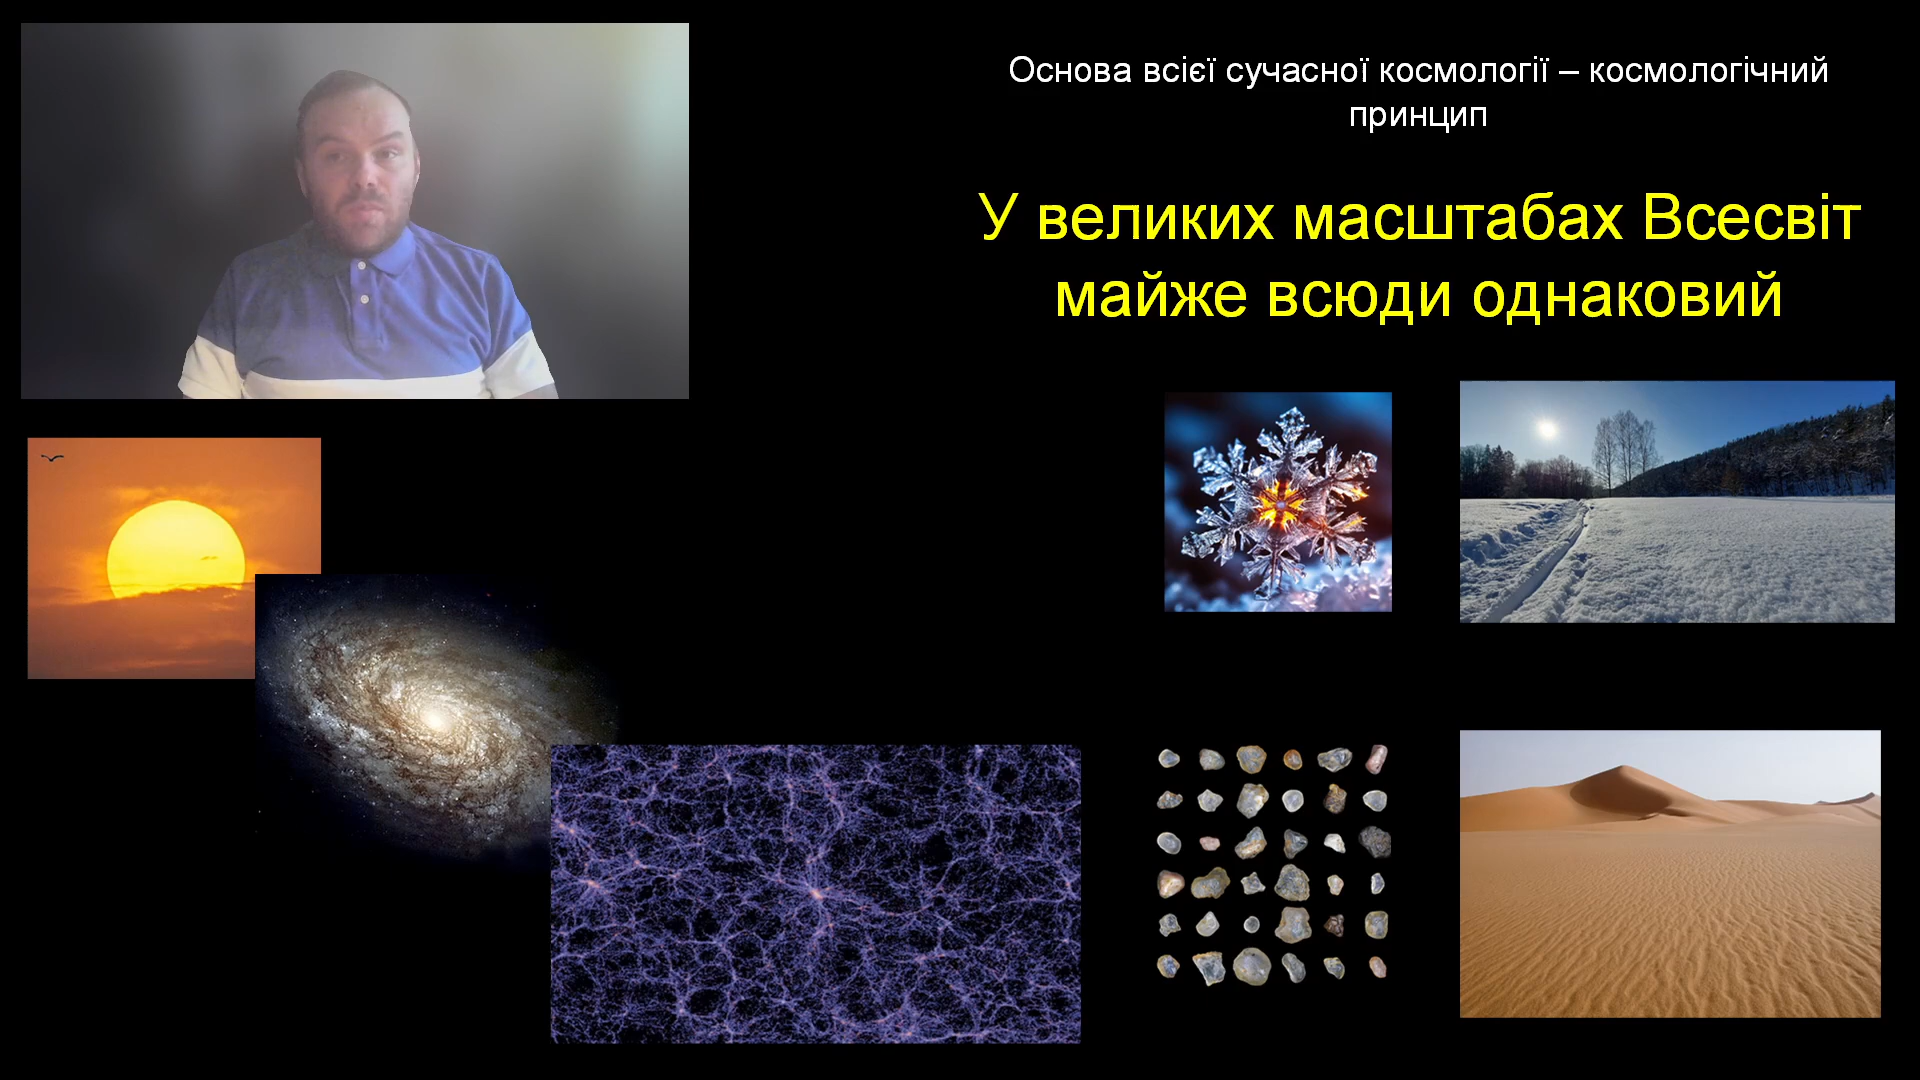 Основа всієї сучасної космології – космологічний
принцип
У великих масштабах Всесвіт
майже всюди однаковий